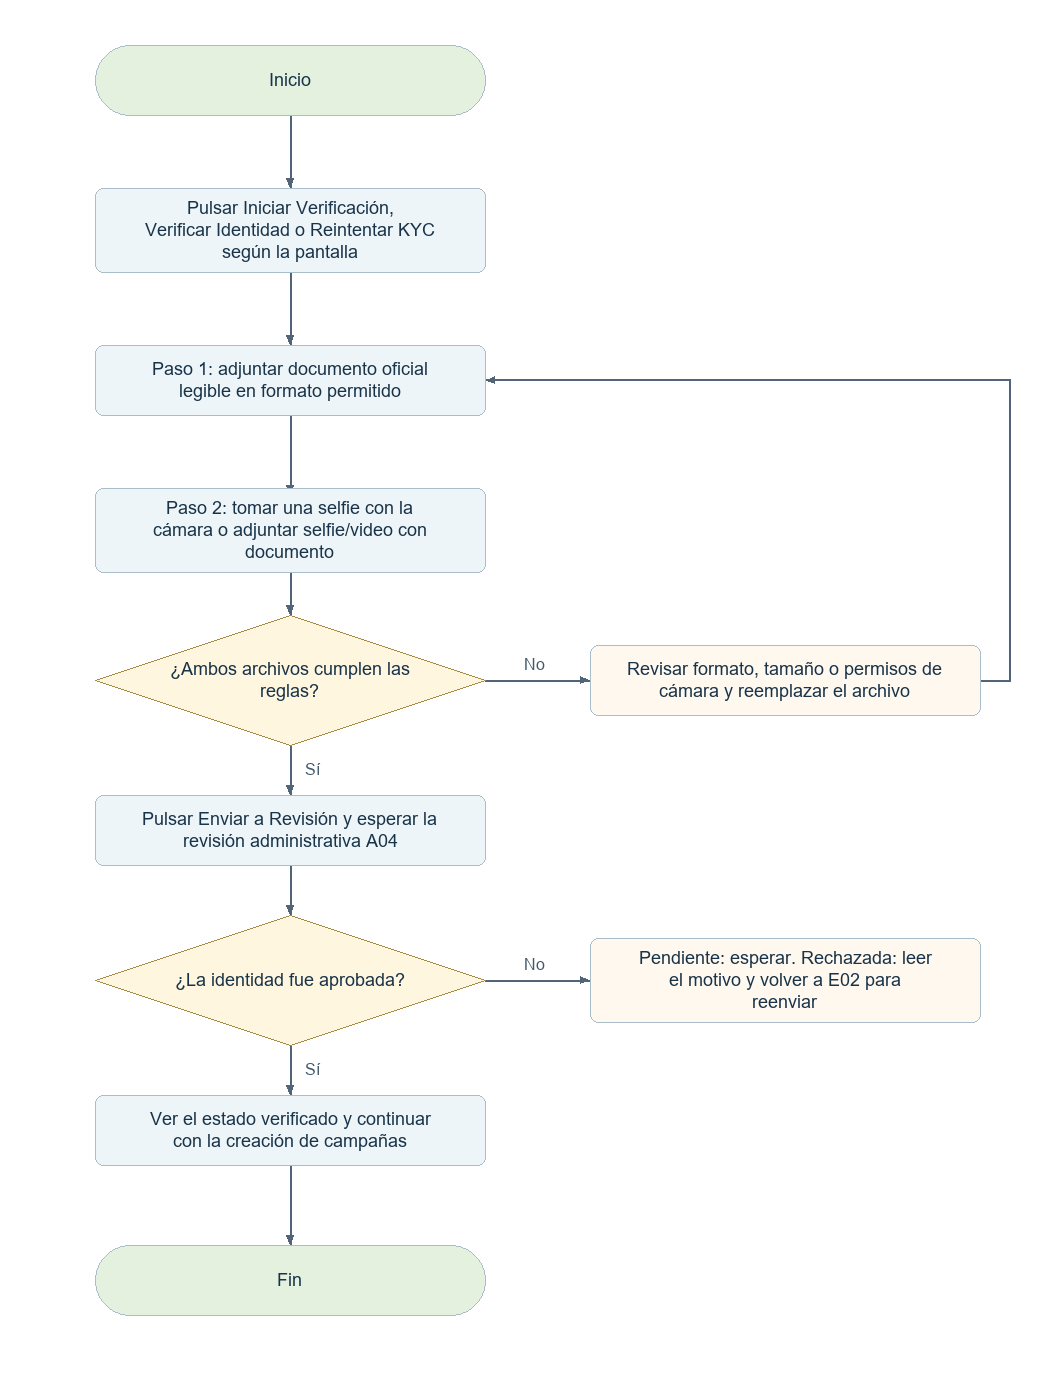 Inicio
Pulsar Iniciar Verificación,
Verificar Identidad o Reintentar KYC
según la pantalla
Paso 1: adjuntar documento oficial
legible en formato permitido
Paso 2: tomar una selfie con la
cámara o adjuntar selfie/video con
documento
¿Ambos archivos cumplen las
reglas?
No
Revisar formato, tamaño o permisos de
cámara y reemplazar el archivo
Sí
Pulsar Enviar a Revisión y esperar la
revisión administrativa A04
¿La identidad fue aprobada?
No
Pendiente: esperar. Rechazada: leer
el motivo y volver a E02 para
reenviar
Sí
Ver el estado verificado y continuar
con la creación de campañas
Fin